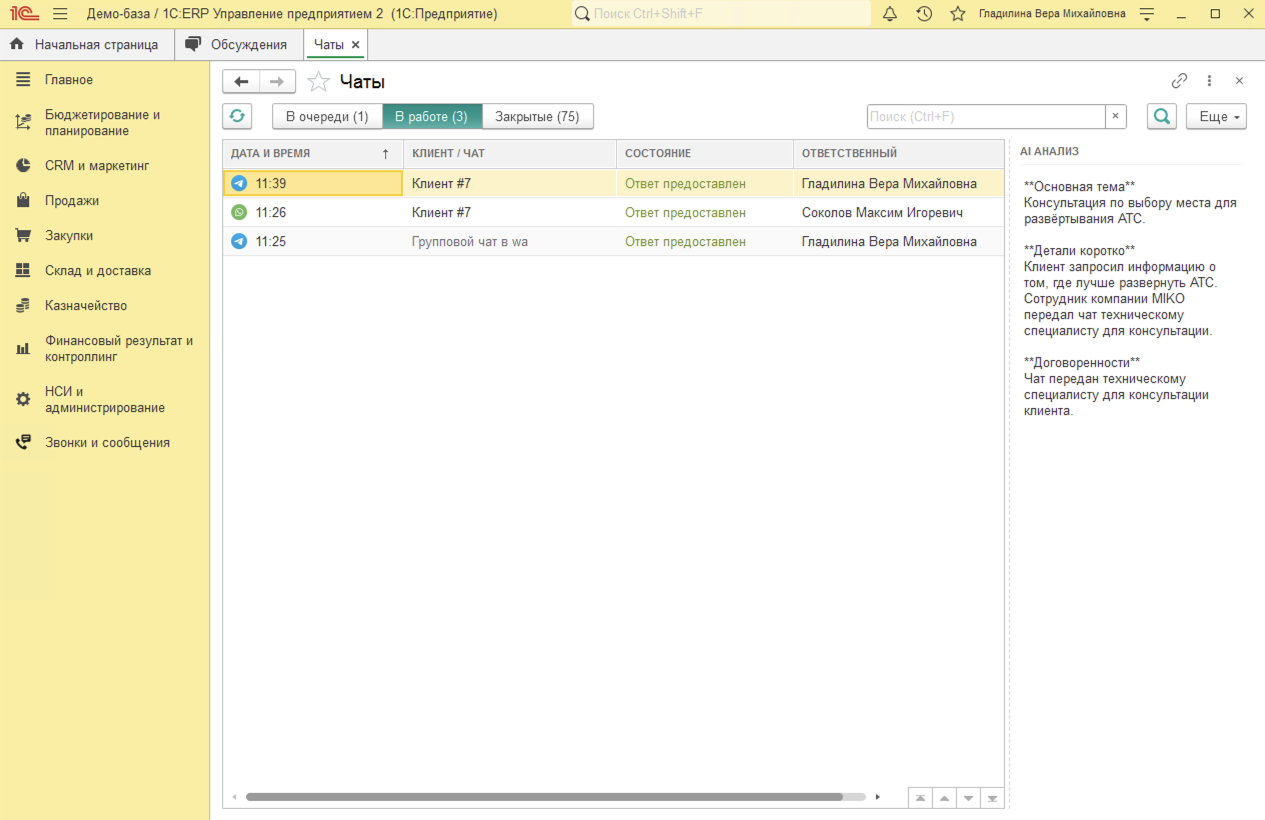 1С Демо-база / 1С:ERP Управление предприятием 2 (1С:Предприятие) Поиск Ctrl+Shift+F Гладилина Вера Михайловна
Начальная страница Обсуждения Чаты
Главное
Бюджетирование и
планирование
CRM и маркетинг
Продажи
Закупки
Склад и доставка
Казначейство
Финансовый результат и
контроллинг
НСИ и
администрирование
Звонки и сообщения
Чаты
В очереди (1) В работе (3) Закрытые (75) Поиск (Ctrl+F) × Еще
ДАТА И ВРЕМЯ ↑ КЛИЕНТ / ЧАТ СОСТОЯНИЕ ОТВЕТСТВЕННЫЙ
11:39 Клиент #7 Ответ предоставлен Гладилина Вера Михайловна
11:26 Клиент #7 Ответ предоставлен Соколов Максим Игоревич
11:25 Групповой чат в wa Ответ предоставлен Гладилина Вера Михайловна
AI АНАЛИЗ
**Основная тема**
Консультация по выбору места для
развёртывания АТС.
**Детали коротко**
Клиент запросил информацию о
том, где лучше развернуть АТС.
Сотрудник компании MIKO
передал чат техническому
специалисту для консультации.
**Договоренности**
Чат передан техническому
специалисту для консультации
клиента.